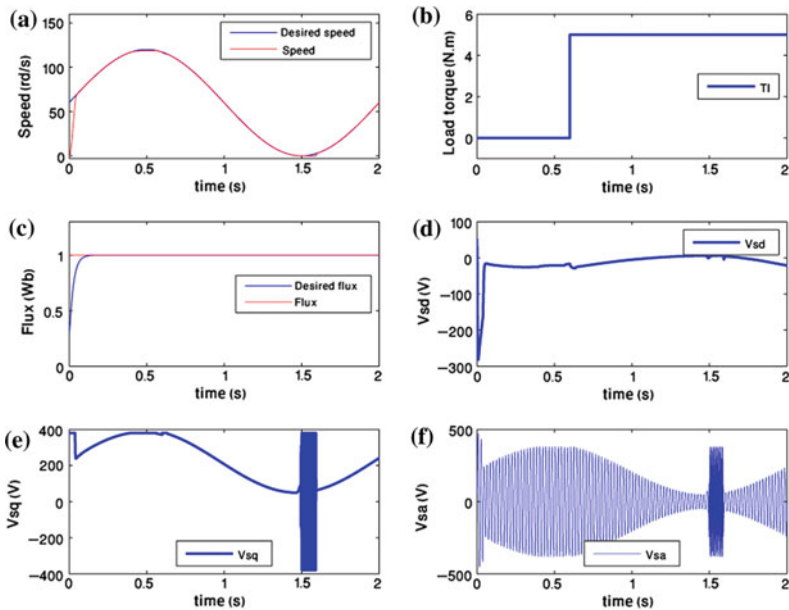 (a)
150
100
50
0
Speed (rd/s)
Desired speed
Speed
0
0.5
1
1.5
2
time (s)
(b)
6
4
2
0
Load torque (N.m)
Tl
0
0.5
1
1.5
2
time (s)
(c)
1
0.5
0
Flux (Wb)
Desired flux
Flux
0
0.5
1
1.5
2
time (s)
(d)
100
0
−100
−200
−300
Vsd (V)
Vsd
0
0.5
1
1.5
2
time (s)
(e)
400
200
0
−200
−400
Vsq (V)
Vsq
0
0.5
1
1.5
2
time (s)
(f)
500
0
−500
Vsa (V)
Vsa
0
0.5
1
1.5
2
time (s)